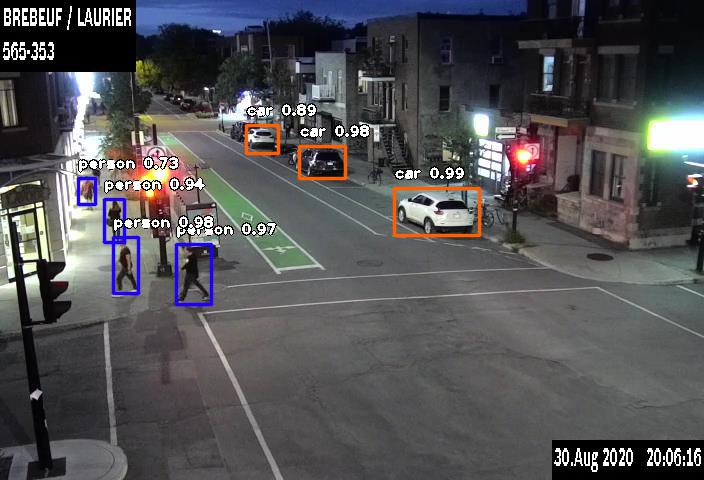 BREBEUF / LAURIER
565-353
car 0.89
car 0.98
person 0.73
car 0.99
person 0.94
person 0.98
person 0.97
30.Aug 2020 20:06:16